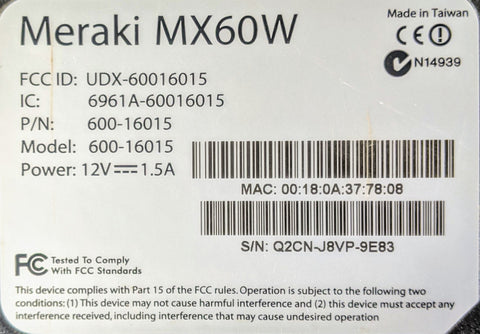 Meraki MX60W
Made in Taiwan
CE
N14939
FCC ID: UDX-60016015
IC: 6961A-60016015
P/N: 600-16015
Model: 600-16015
Power: 12V⎓1.5A
MAC: 00:18:0A:37:78:08
S/N: Q2CN-J8VP-9E83
FC Tested To Comply
With FCC Standards
This device complies with Part 15 of the FCC rules. Operation is subject to the following two
conditions: (1) This device may not cause harmful interference and (2) this device must accept any
interference received, including interference that may cause undesired operation